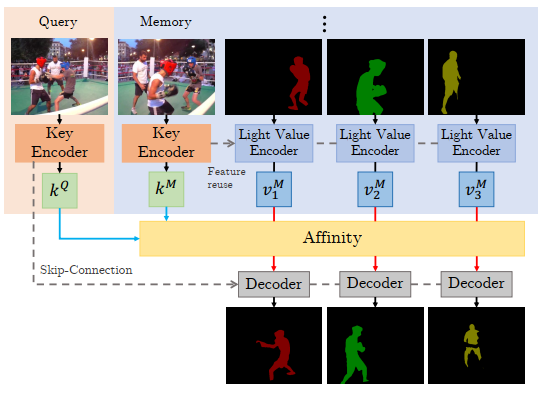 Query
Memory
⋮
Key
Encoder
Key
Encoder
Light Value
Encoder
Light Value
Encoder
Light Value
Encoder
Feature
reuse
k^Q
k^M
v_1^M
v_2^M
v_3^M
Affinity
Skip-Connection
Decoder
Decoder
Decoder